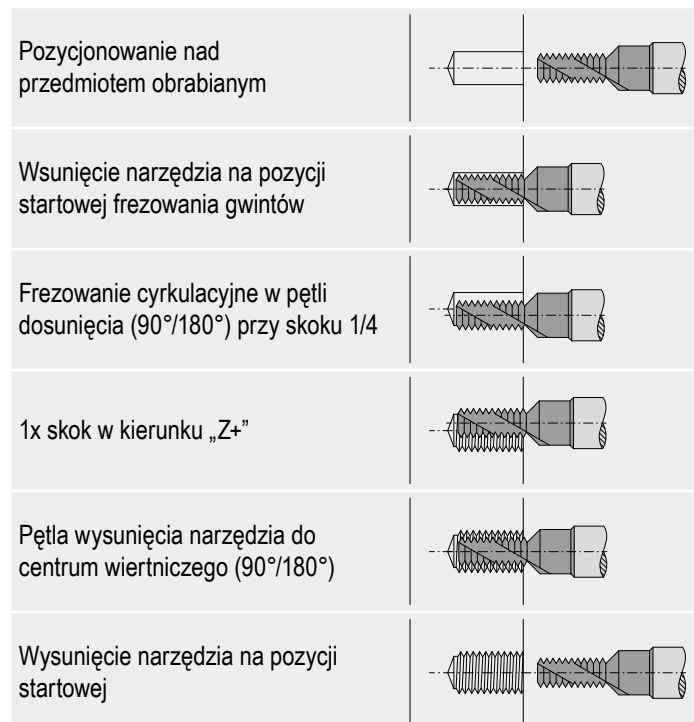 Pozycjonowanie nad
przedmiotem obrabianym
Wsunięcie narzędzia na pozycji
startowej frezowania gwintów
Frezowanie cyrkulacyjne w pętli
dosunięcia (90°/180°) przy skoku 1/4
1x skok w kierunku „Z+”
Pętla wysunięcia narzędzia do
centrum wiertniczego (90°/180°)
Wysunięcie narzędzia na pozycji
startowej